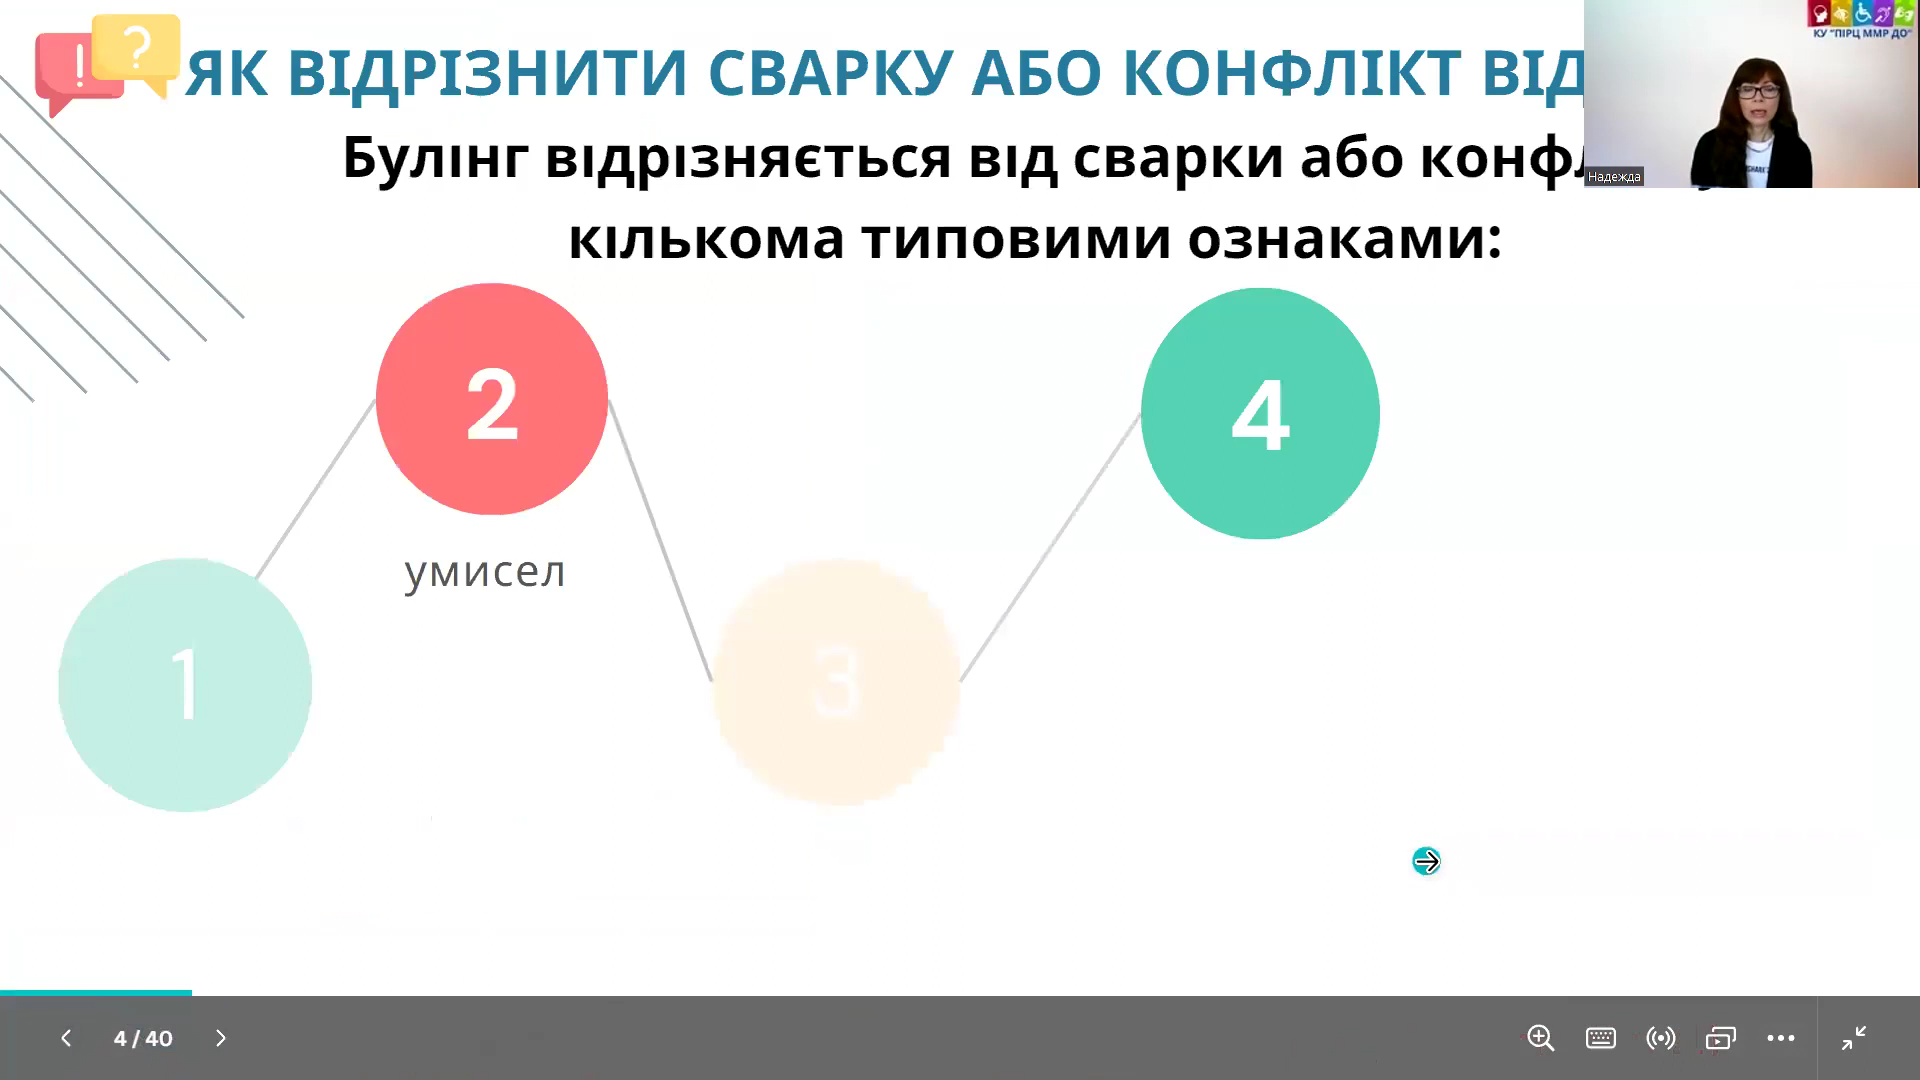 ! ?
ЯК ВІДРІЗНИТИ СВАРКУ АБО КОНФЛІКТ ВІД
Булінг відрізняється від сварки або
кількома типовими ознаками:
КУ "ПІРЦ ММР ДО"
Надежда
2
4
умисел
1
3
4 / 40